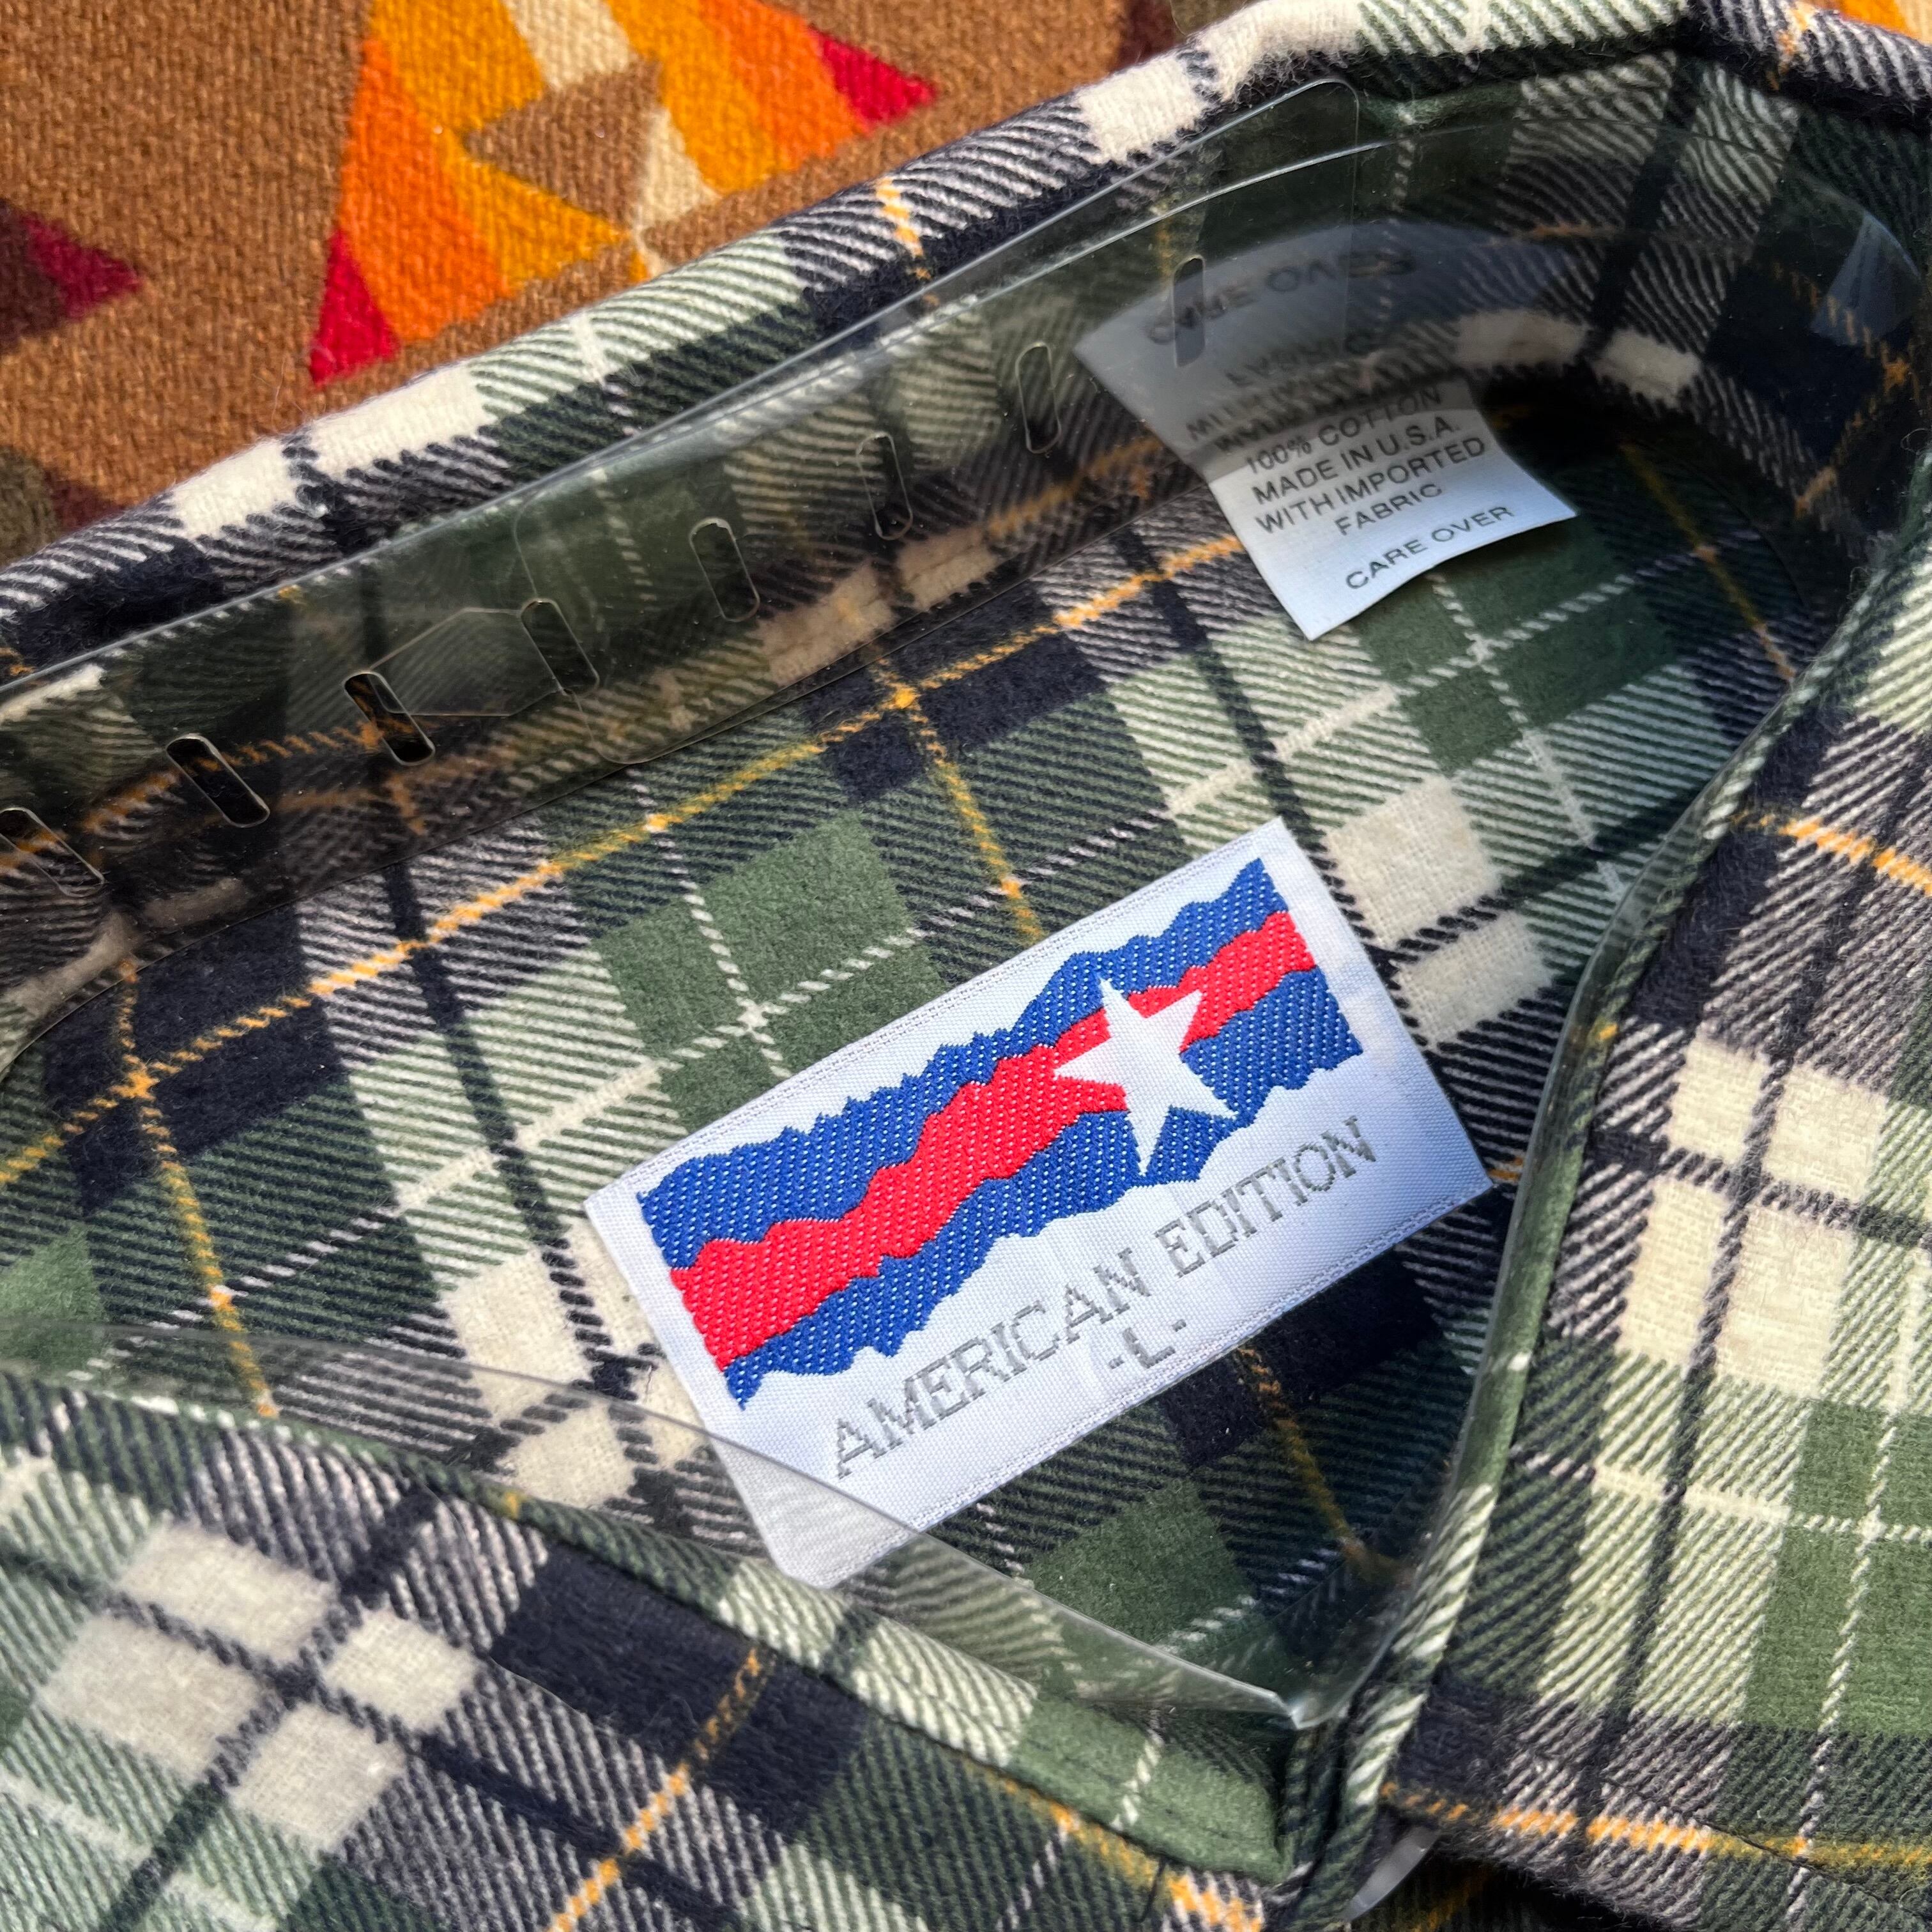 100% COTTON
MADE IN U.S.A.
WITH IMPORTED
FABRIC
CARE OVER
AMERICAN EDITION
-L-